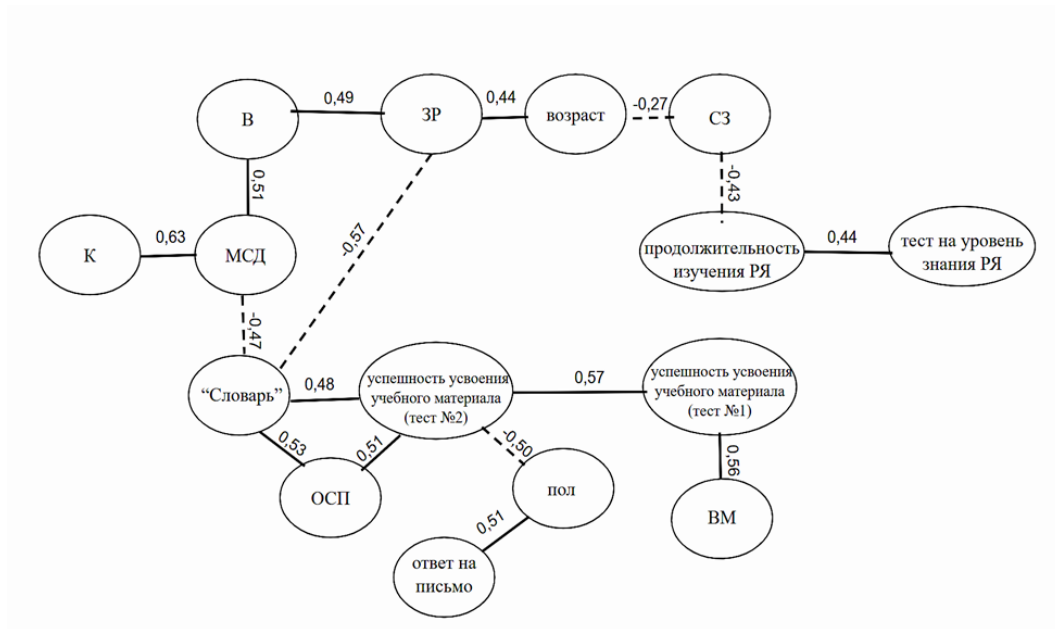 0,49
0,44
-0,27
В
ЗР
возраст
СЗ
0,51
-0,57
-0,43
К
0,63
МСД
продолжительность
изучения РЯ
0,44
тест на уровень
знания РЯ
-0,47
“Словарь”
0,48
успешность усвоения
учебного материала
(тест №2)
0,57
успешность усвоения
учебного материала
(тест №1)
0,53
0,51
-0,50
0,56
ОСП
пол
ВМ
0,51
ответ на
письмо